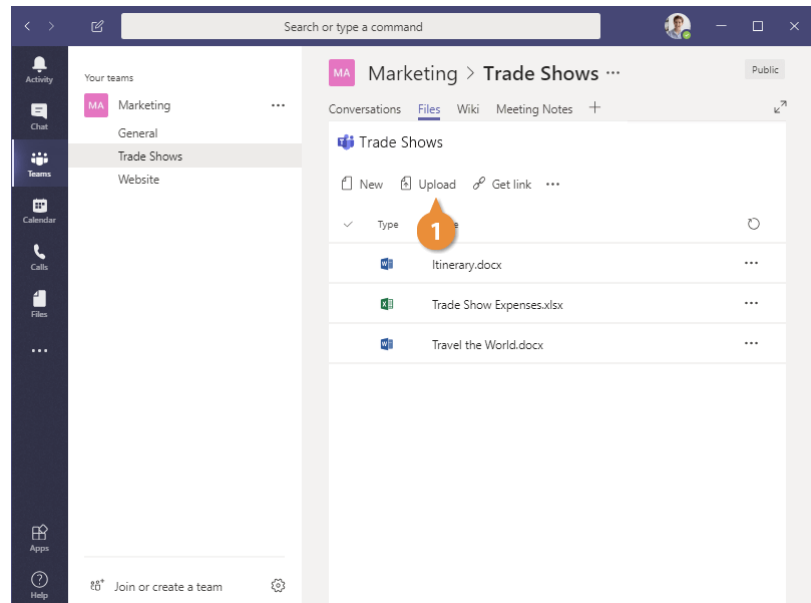 Search or type a command
Activity
Chat
Teams
Calendar
Calls
Files
Apps
Help
Your teams
MA Marketing
General
Trade Shows
Website
Join or create a team
MA Marketing > Trade Shows
Public
Conversations Files Wiki Meeting Notes
Trade Shows
New Upload Get link
Type
1
Itinerary.docx
Trade Show Expenses.xlsx
Travel the World.docx